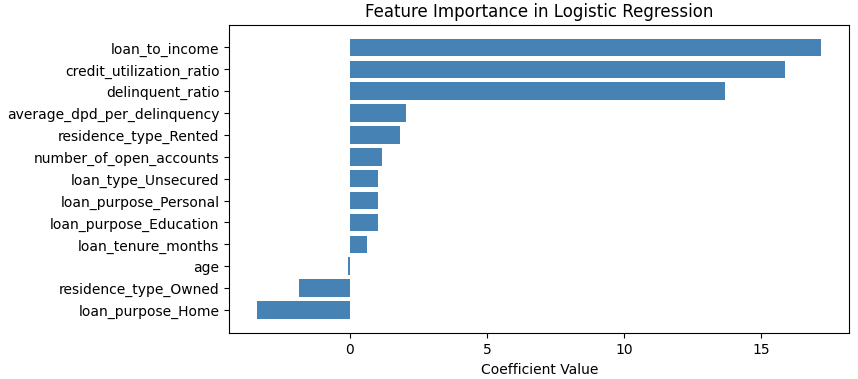 Feature Importance in Logistic Regression
loan_to_income
credit_utilization_ratio
delinquent_ratio
average_dpd_per_delinquency
residence_type_Rented
number_of_open_accounts
loan_type_Unsecured
loan_purpose_Personal
loan_purpose_Education
loan_tenure_months
age
residence_type_Owned
loan_purpose_Home
0 5 10 15
Coefficient Value